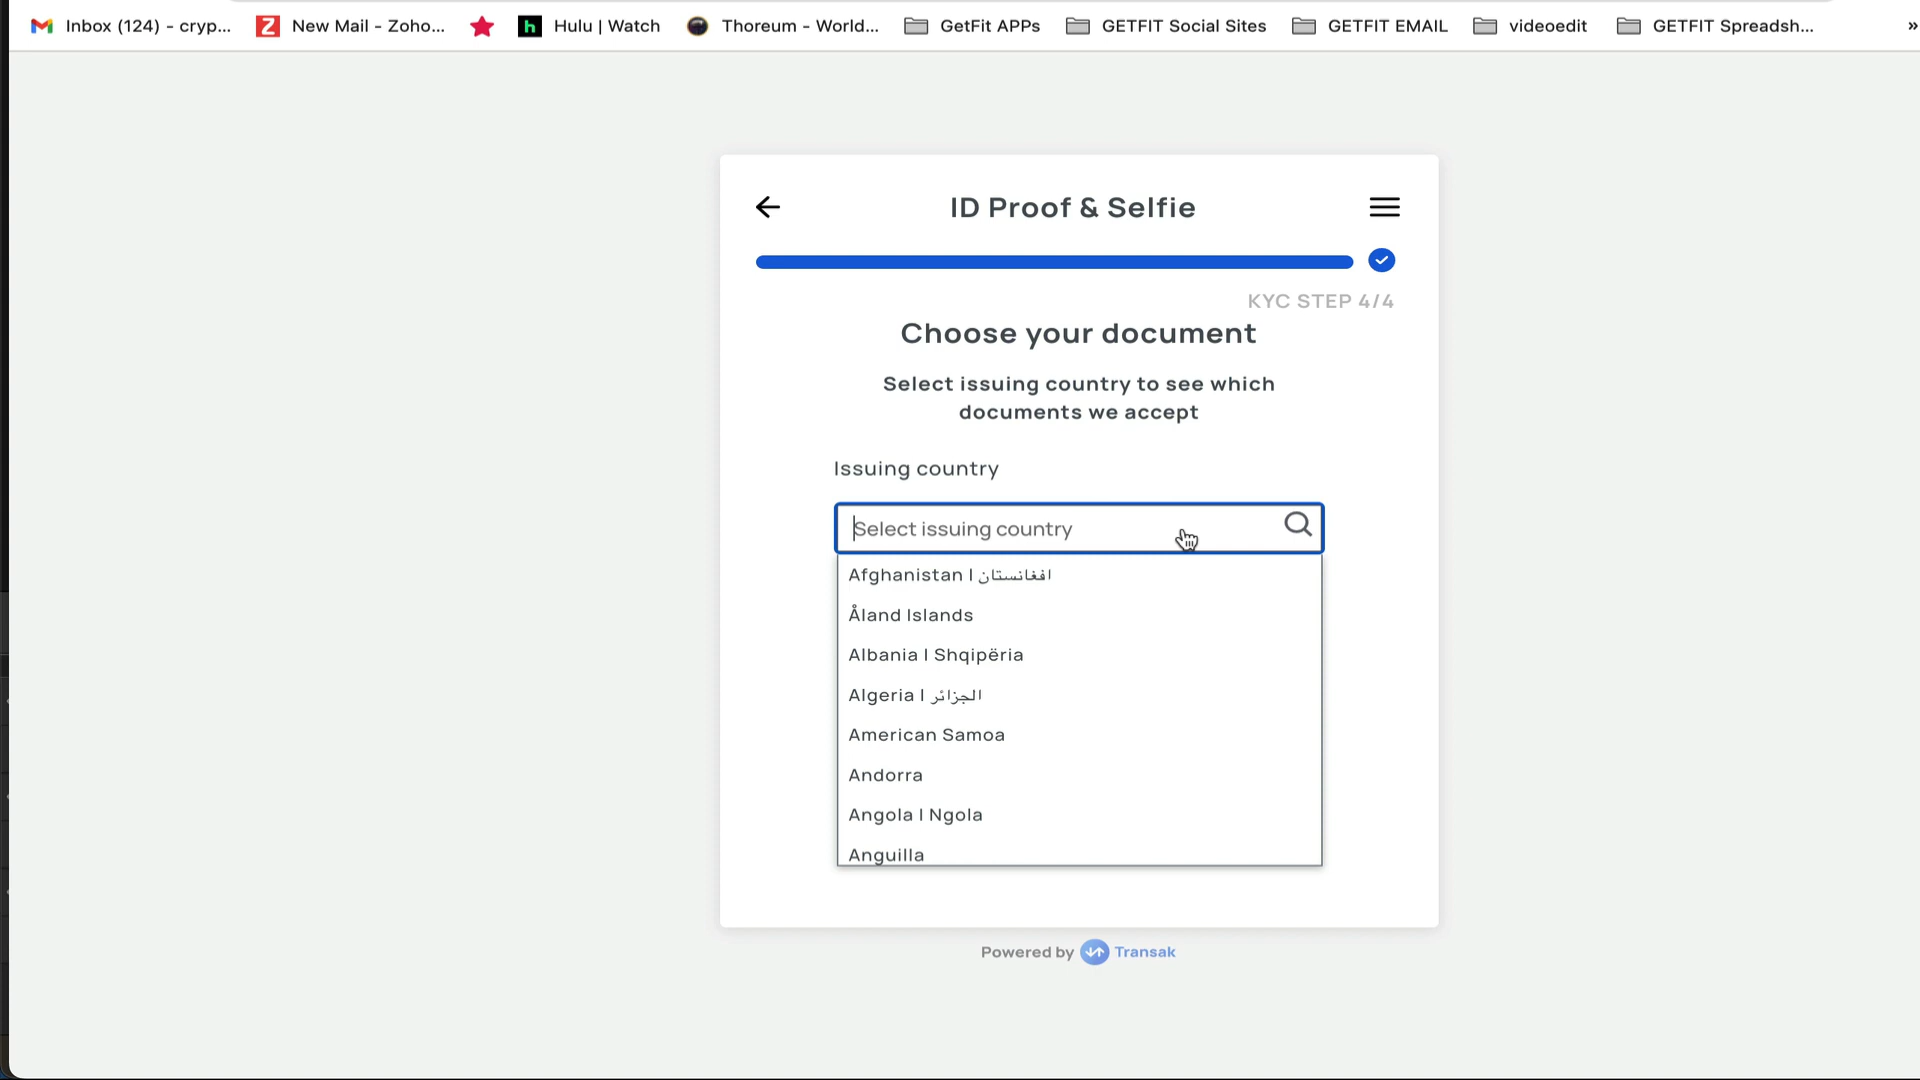 Inbox (124) - cryp...
New Mail - Zoho...
Hulu | Watch
Thoreum - World...
GetFit APPs
GETFIT Social Sites
GETFIT EMAIL
videoedit
GETFIT Spreadsh...
»
ID Proof & Selfie
KYC STEP 4/4
Choose your document
Select issuing country to see which
documents we accept
Issuing country
Select issuing country
Afghanistan | افغانستان
Åland Islands
Albania | Shqipëria
Algeria | الجزائر
American Samoa
Andorra
Angola | Ngola
Anguilla
Powered by Transak